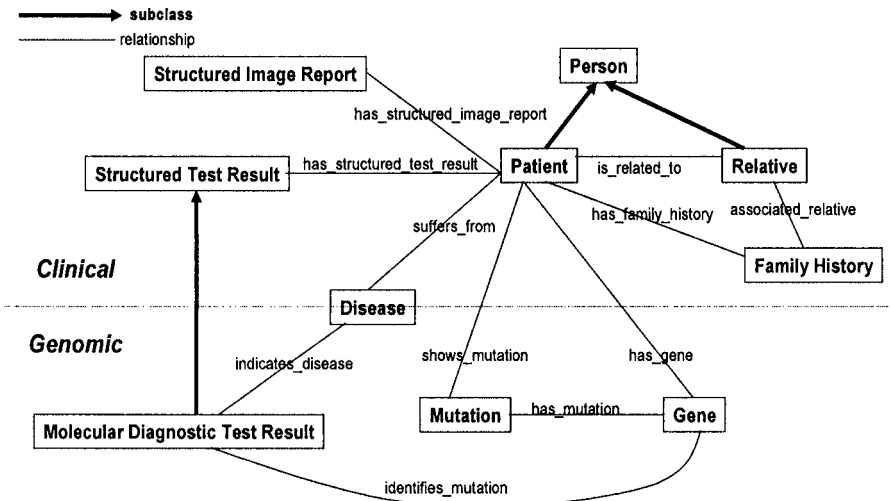 subclass
relationship
Structured Image Report
Person
has_structured_image_report
Structured Test Result
has_structured_test_result
Patient
is_related_to
Relative
suffers_from
has_family_history
associated_relative
Clinical
Family History
Disease
Genomic
indicates_disease
shows_mutation
has_gene
Molecular Diagnostic Test Result
Mutation
has_mutation
Gene
identifies_mutation